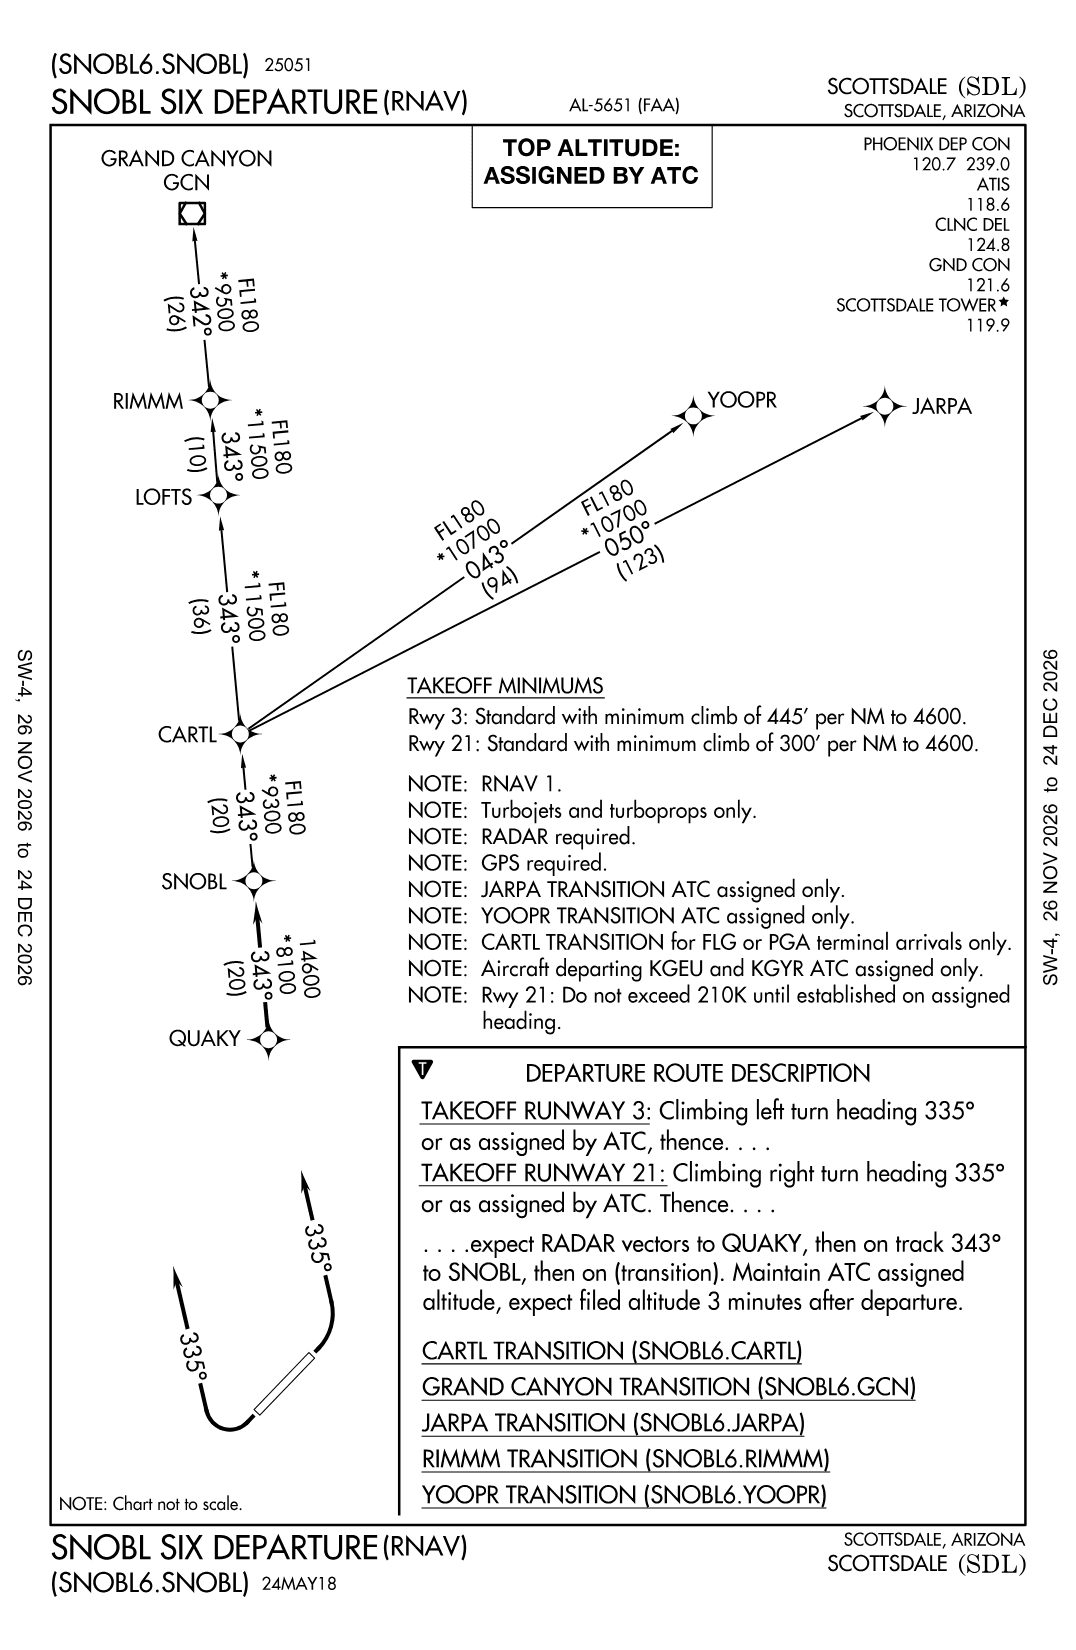 (SNOBL6.SNOBL) 25051
SNOBL SIX DEPARTURE (RNAV)
AL-5651 (FAA)
SCOTTSDALE (SDL)
SCOTTSDALE, ARIZONA
TOP ALTITUDE:
ASSIGNED BY ATC
PHOENIX DEP CON
120.7 239.0
ATIS
118.6
CLNC DEL
124.8
GND CON
121.6
SCOTTSDALE TOWER★
119.9
GRAND CANYON
GCN
FL180
*9500
342°
(26)
RIMMM
FL180
*11500
343°
(10)
LOFTS
FL180
*11500
343°
(36)
YOOPR
JARPA
FL180
*10700
043°
(94)
FL180
*10700
050°
(123)
CARTL
FL180
*9300
343°
(20)
SNOBL
14600
*8100
343°
(20)
QUAKY
TAKEOFF MINIMUMS
Rwy 3: Standard with minimum climb of 445’ per NM to 4600.
Rwy 21: Standard with minimum climb of 300’ per NM to 4600.
NOTE: RNAV 1.
NOTE: Turbojets and turboprops only.
NOTE: RADAR required.
NOTE: GPS required.
NOTE: JARPA TRANSITION ATC assigned only.
NOTE: YOOPR TRANSITION ATC assigned only.
NOTE: CARTL TRANSITION for FLG or PGA terminal arrivals only.
NOTE: Aircraft departing KGEU and KGYR ATC assigned only.
NOTE: Rwy 21: Do not exceed 210K until established on assigned
heading.
T
DEPARTURE ROUTE DESCRIPTION
TAKEOFF RUNWAY 3: Climbing left turn heading 335°
or as assigned by ATC, thence. . . .
TAKEOFF RUNWAY 21: Climbing right turn heading 335°
or as assigned by ATC. Thence. . . .
. . . .expect RADAR vectors to QUAKY, then on track 343°
to SNOBL, then on (transition). Maintain ATC assigned
altitude, expect filed altitude 3 minutes after departure.
CARTL TRANSITION (SNOBL6.CARTL)
GRAND CANYON TRANSITION (SNOBL6.GCN)
JARPA TRANSITION (SNOBL6.JARPA)
RIMMM TRANSITION (SNOBL6.RIMMM)
YOOPR TRANSITION (SNOBL6.YOOPR)
335°
335°
NOTE: Chart not to scale.
SW-4, 26 NOV 2026 to 24 DEC 2026
SW-4, 26 NOV 2026 to 24 DEC 2026
SNOBL SIX DEPARTURE (RNAV)
(SNOBL6.SNOBL) 24MAY18
SCOTTSDALE, ARIZONA
SCOTTSDALE (SDL)